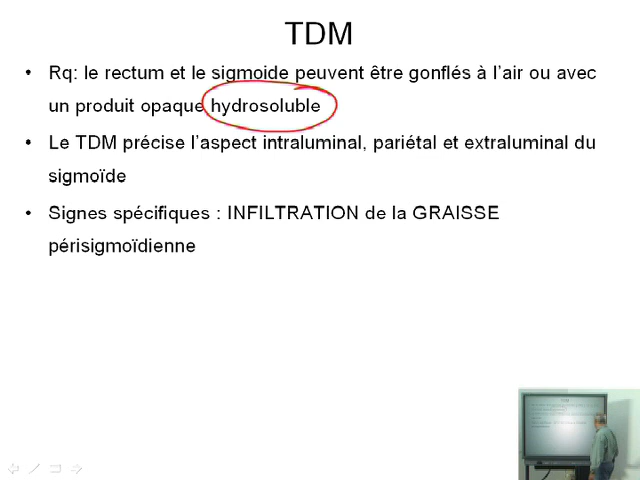 TDM
• Rq: le rectum et le sigmoide peuvent être gonflés à l'air ou avec
un produit opaque hydrosoluble
• Le TDM précise l'aspect intraluminal, pariétal et extraluminal du
sigmoïde
• Signes spécifiques : INFILTRATION de la GRAISSE
périsigmoïdienne